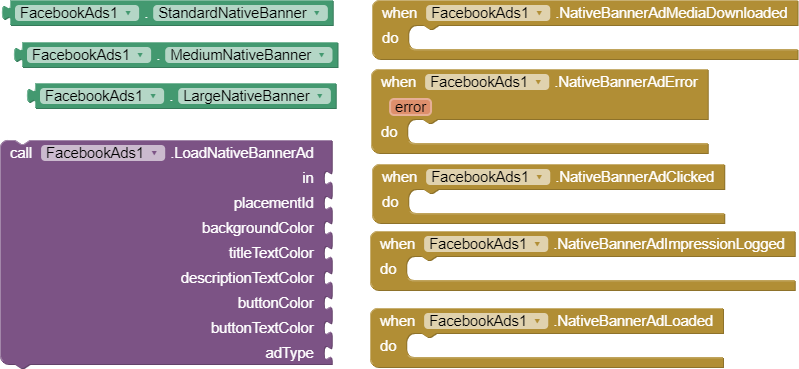 FacebookAds1 . StandardNativeBanner
FacebookAds1 . MediumNativeBanner
FacebookAds1 . LargeNativeBanner
call FacebookAds1 .LoadNativeBannerAd
in
placementId
backgroundColor
titleTextColor
descriptionTextColor
buttonColor
buttonTextColor
adType
when FacebookAds1 .NativeBannerAdMediaDownloaded
do
when FacebookAds1 .NativeBannerAdError
error
do
when FacebookAds1 .NativeBannerAdClicked
do
when FacebookAds1 .NativeBannerAdImpressionLogged
do
when FacebookAds1 .NativeBannerAdLoaded
do